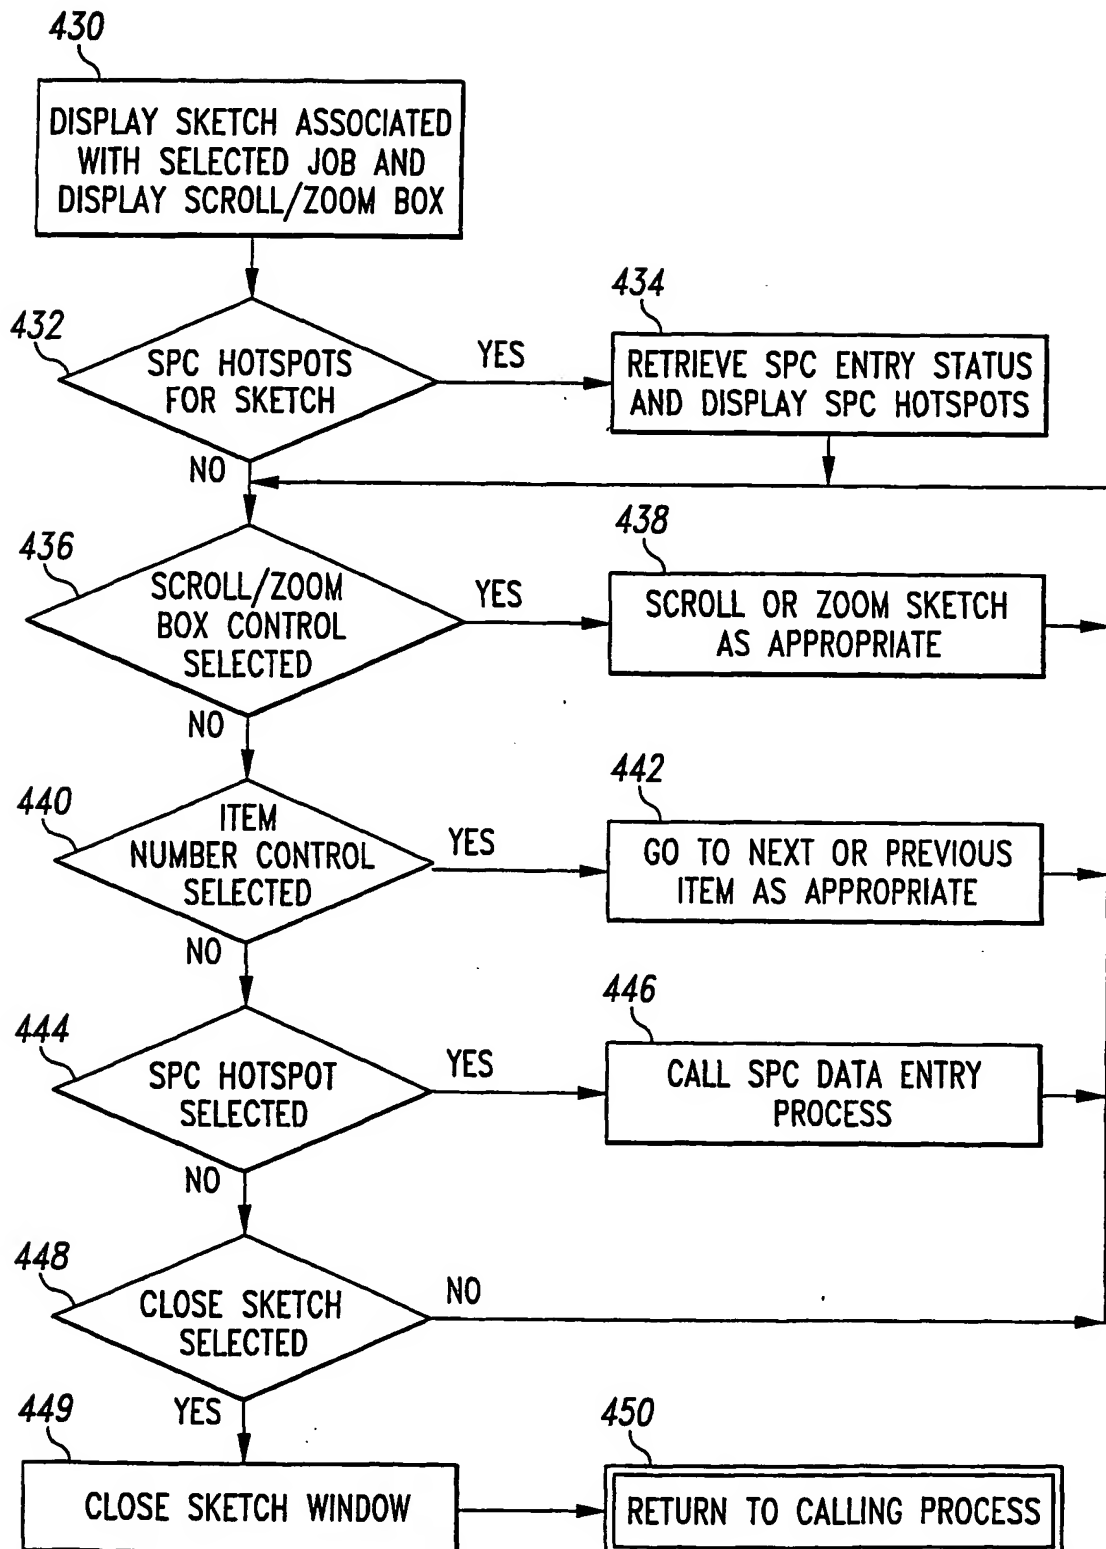 430
DISPLAY SKETCH ASSOCIATED
WITH SELECTED JOB AND
DISPLAY SCROLL/ZOOM BOX
432
SPC HOTSPOTS
FOR SKETCH
YES
434
RETRIEVE SPC ENTRY STATUS
AND DISPLAY SPC HOTSPOTS
NO
436
SCROLL/ZOOM
BOX CONTROL
SELECTED
YES
438
SCROLL OR ZOOM SKETCH
AS APPROPRIATE
NO
440
ITEM
NUMBER CONTROL
SELECTED
YES
442
GO TO NEXT OR PREVIOUS
ITEM AS APPROPRIATE
NO
444
SPC HOTSPOT
SELECTED
YES
446
CALL SPC DATA ENTRY
PROCESS
NO
448
CLOSE SKETCH
SELECTED
NO
YES
449
CLOSE SKETCH WINDOW
450
RETURN TO CALLING PROCESS